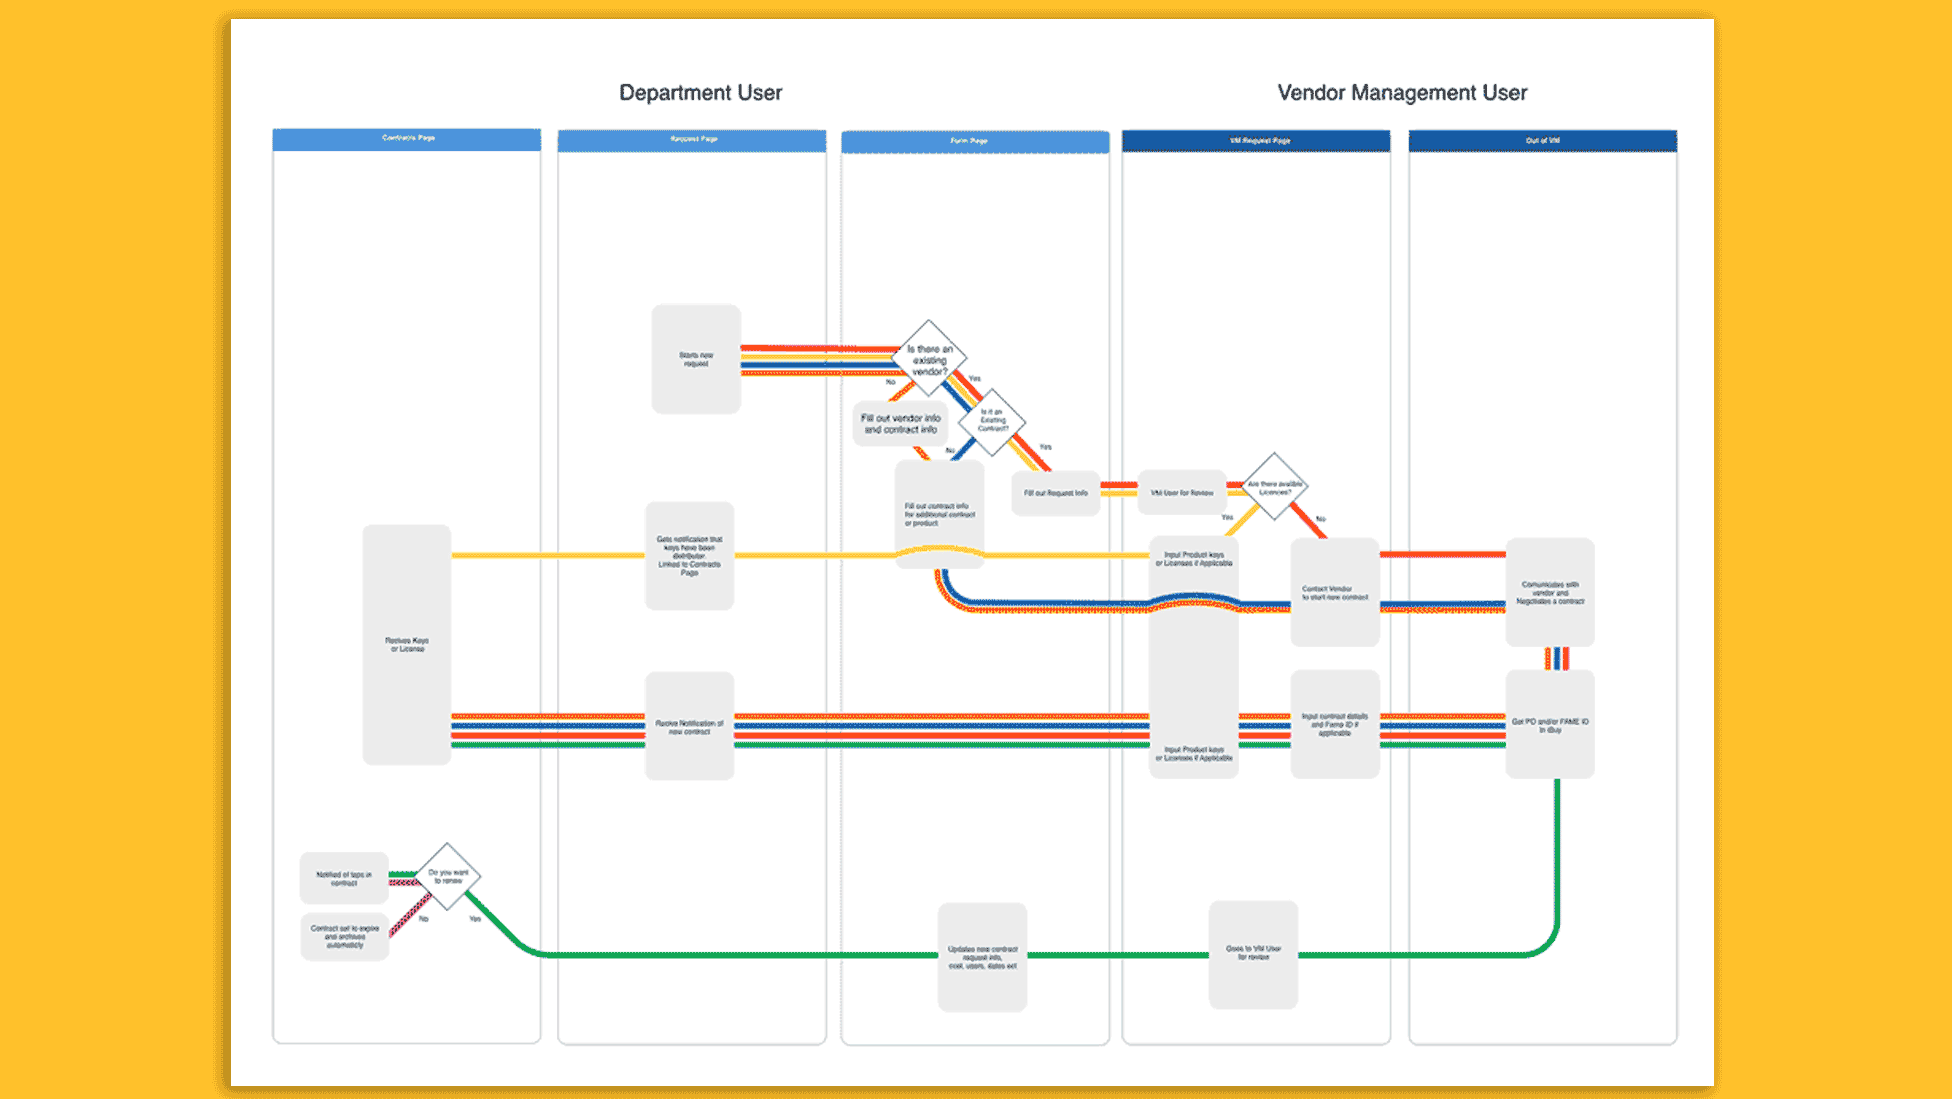 Department User
Vendor Management User
Contracts Page
Request Page
Form Page
VM Request Page
Out of VM
Starts new
request
Is there an
existing
vendor?
No
Yes
Fill out vendor info
and contract info
Is it an
Existing
Contract?
No
Yes
Fill out contract info
for additional contract
or product
Fill out Request Info
VM User for Review
Are there avalible
Licences?
Yes
No
Gets notification that
keys have been
distributor.
Linked to Contracts
Page
Input Product keys
or Licenses if Applicable
Contact Vendor
to start new contract
Comunicates with
vendor and
Negotiates a contract
Recives Keys
or License
Recive Notification of
new contract
Input Product keys
or Licenses if Applicable
Input contract details
and Fame ID if
applicable
Get PO and/or FAME ID
in iBuy
Notified of laps in
contract
Do you want
to renew
No
Yes
Contract set to expire
and archives
automaticly
Updates new contract
request info,
cost, users, dates ect
Goes to VM User
for review